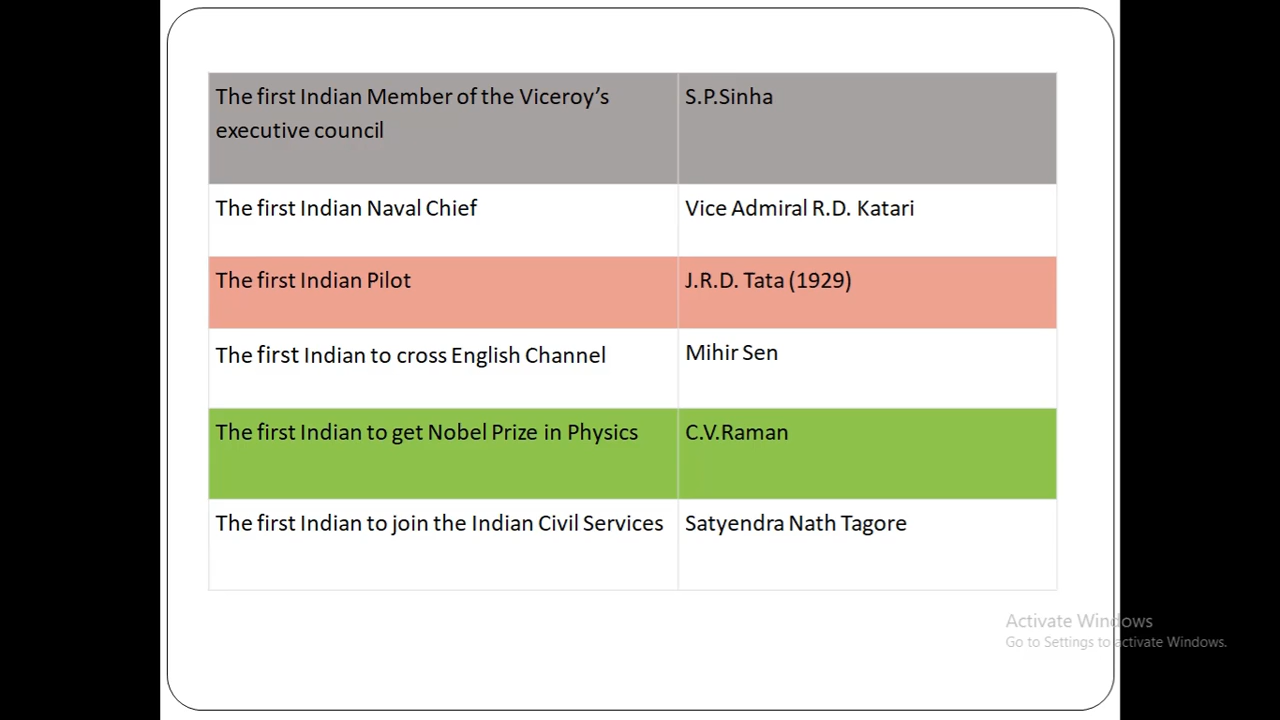 The first Indian Member of the Viceroy’s
executive council
S.P.Sinha
The first Indian Naval Chief
Vice Admiral R.D. Katari
The first Indian Pilot
J.R.D. Tata (1929)
The first Indian to cross English Channel
Mihir Sen
The first Indian to get Nobel Prize in Physics
C.V.Raman
The first Indian to join the Indian Civil Services
Satyendra Nath Tagore
Activate Windows
Go to Settings to activate Windows.